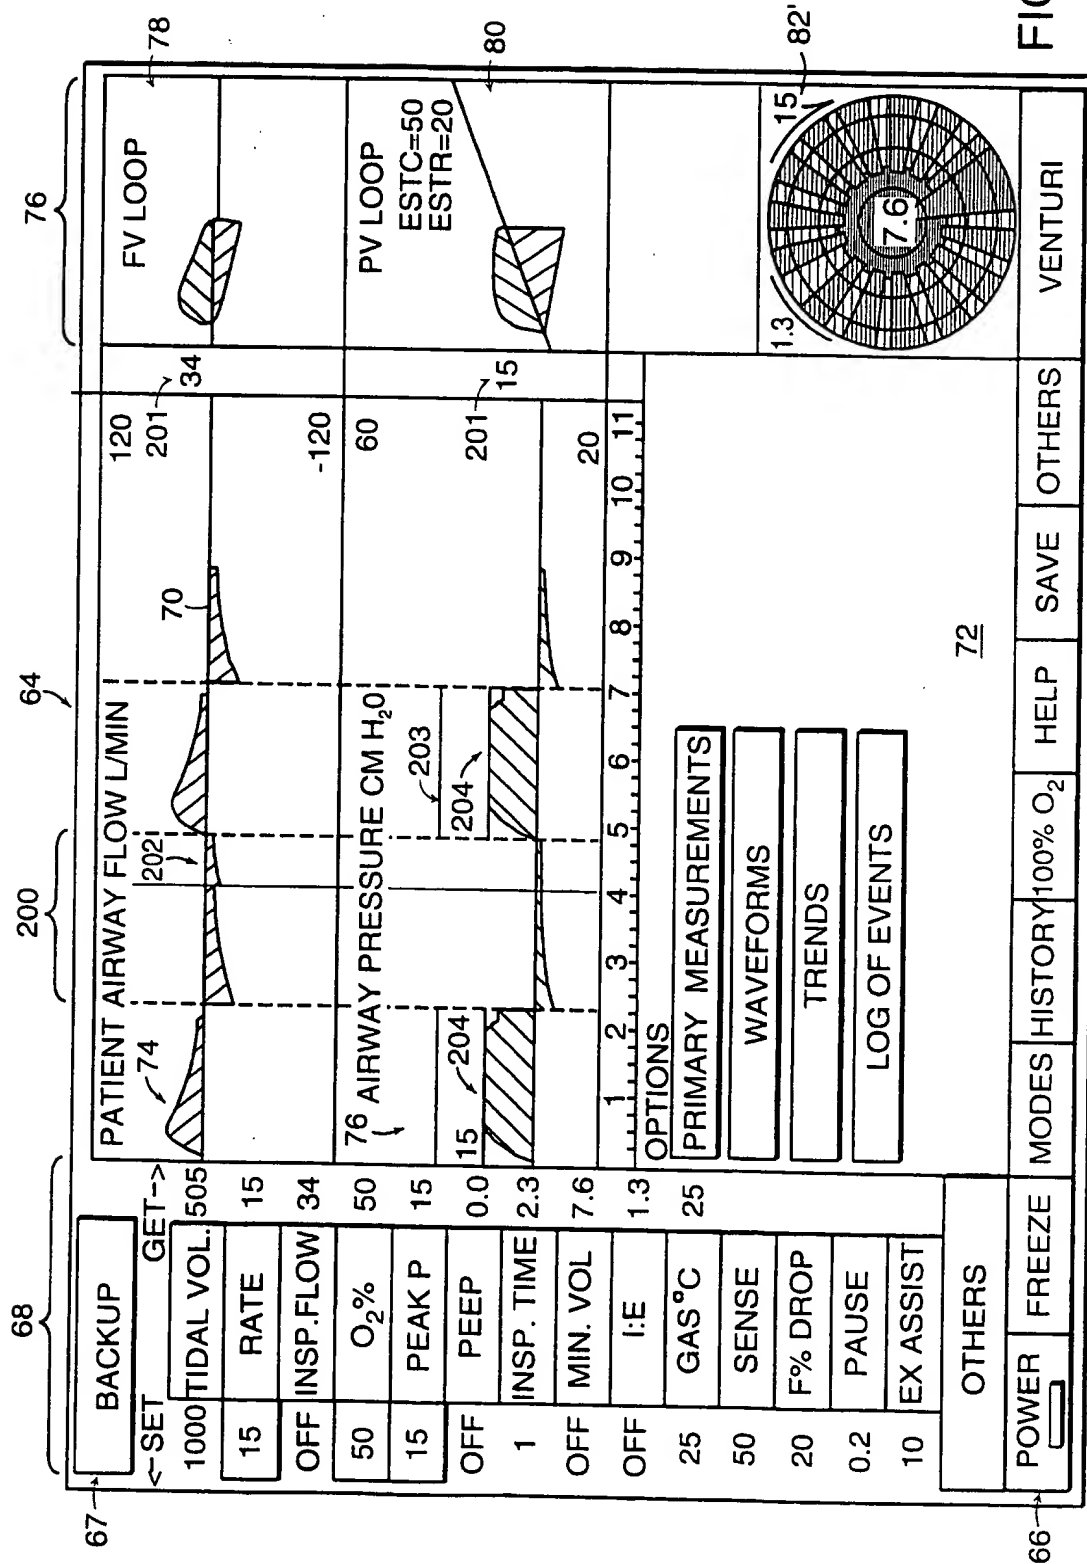 68
64
200
76
67
BACKUP
<-SET GET-->
1000 TIDAL VOL. 505
15 RATE 15
OFF INSP.FLOW 34
50 O2% 50
15 PEAK P 15
OFF PEEP 0.0
1 INSP. TIME 2.3
OFF MIN. VOL 7.6
OFF I:E 1.3
25 GAS°C 25
50 SENSE
20 F% DROP
0.2 PAUSE
10 EX ASSIST
OTHERS
PATIENT AIRWAY FLOW L/MIN
120
74
202
70
201
34
-120
76 AIRWAY PRESSURE CM H2O
60
203
15
204
204
201
15
20
1 2 3 4 5 6 7 8 9 10 11
OPTIONS
PRIMARY MEASUREMENTS
WAVEFORMS
TRENDS
LOG OF EVENTS
72
FV LOOP
78
PV LOOP
ESTC=50
ESTR=20
80
1.3
15
7.6
82'
66
POWER FREEZE MODES HISTORY 100% O2 HELP SAVE OTHERS VENTURI